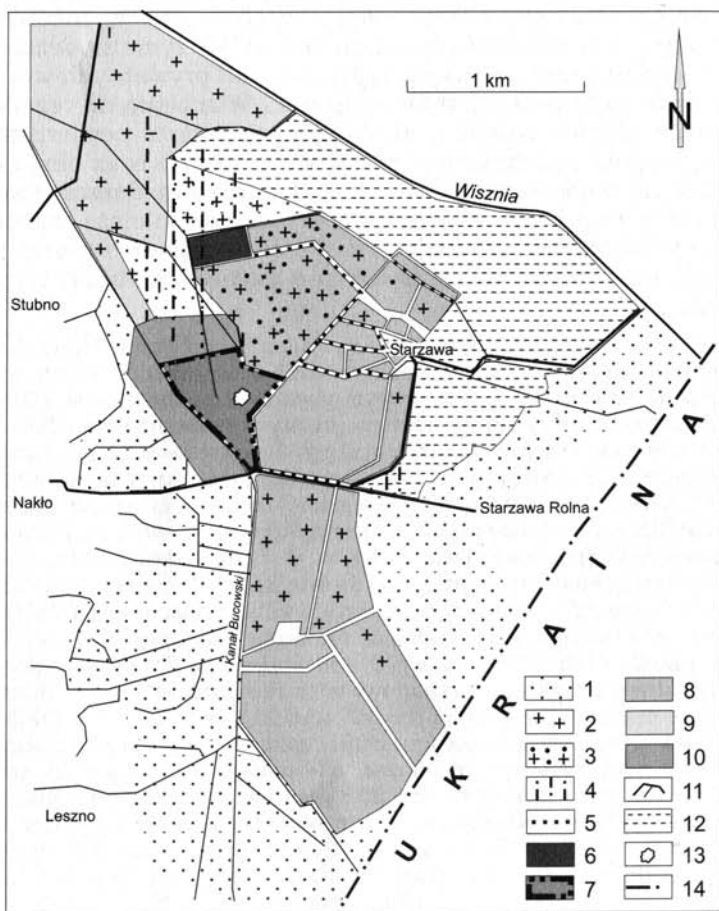 1 km
N
Wisznia
Stubno
Starzawa
Nakło
Starzawa Rolna
Kanał Bucowski
Leszno
U K R A I N A
1 8
2 9
3 10
4 11
5 12
6 13
7 14